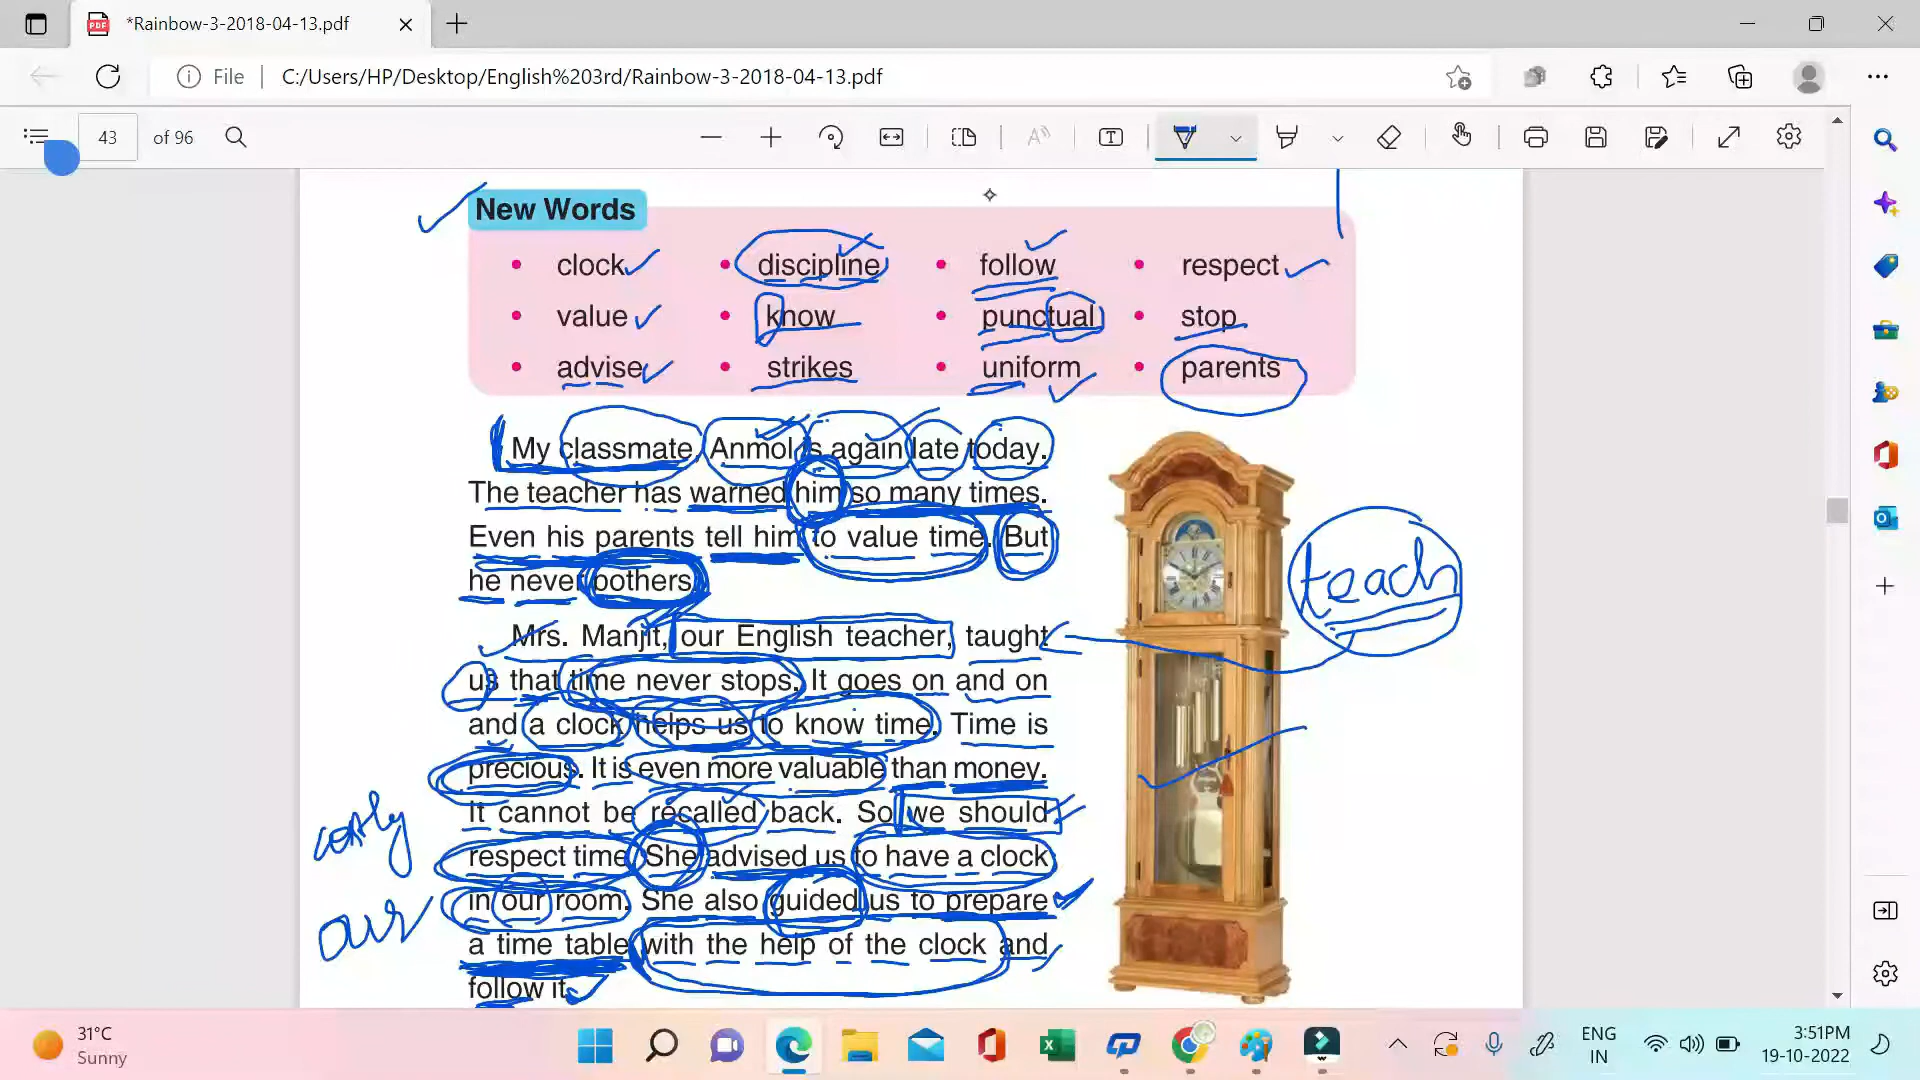 *Rainbow-3-2018-04-13.pdf
File
C:/Users/HP/Desktop/English%203rd/Rainbow-3-2018-04-13.pdf
43 of 96
New Words
clock discipline follow respect
value know punctual stop
advise strikes uniform parents
My classmate, Anmol is again late today.
The teacher has warned him so many times.
Even his parents tell him to value time. But
he never bothers.
Mrs. Manjit, our English teacher, taught
us that time never stops. It goes on and on
and a clock helps us to know time. Time is
precious. It is even more valuable than money.
It cannot be recalled back. So we should
respect time. She advised us to have a clock
in our room. She also guided us to prepare
a time table with the help of the clock and
follow it.
teach
our
31°C
Sunny
ENG
IN
3:51PM
19-10-2022